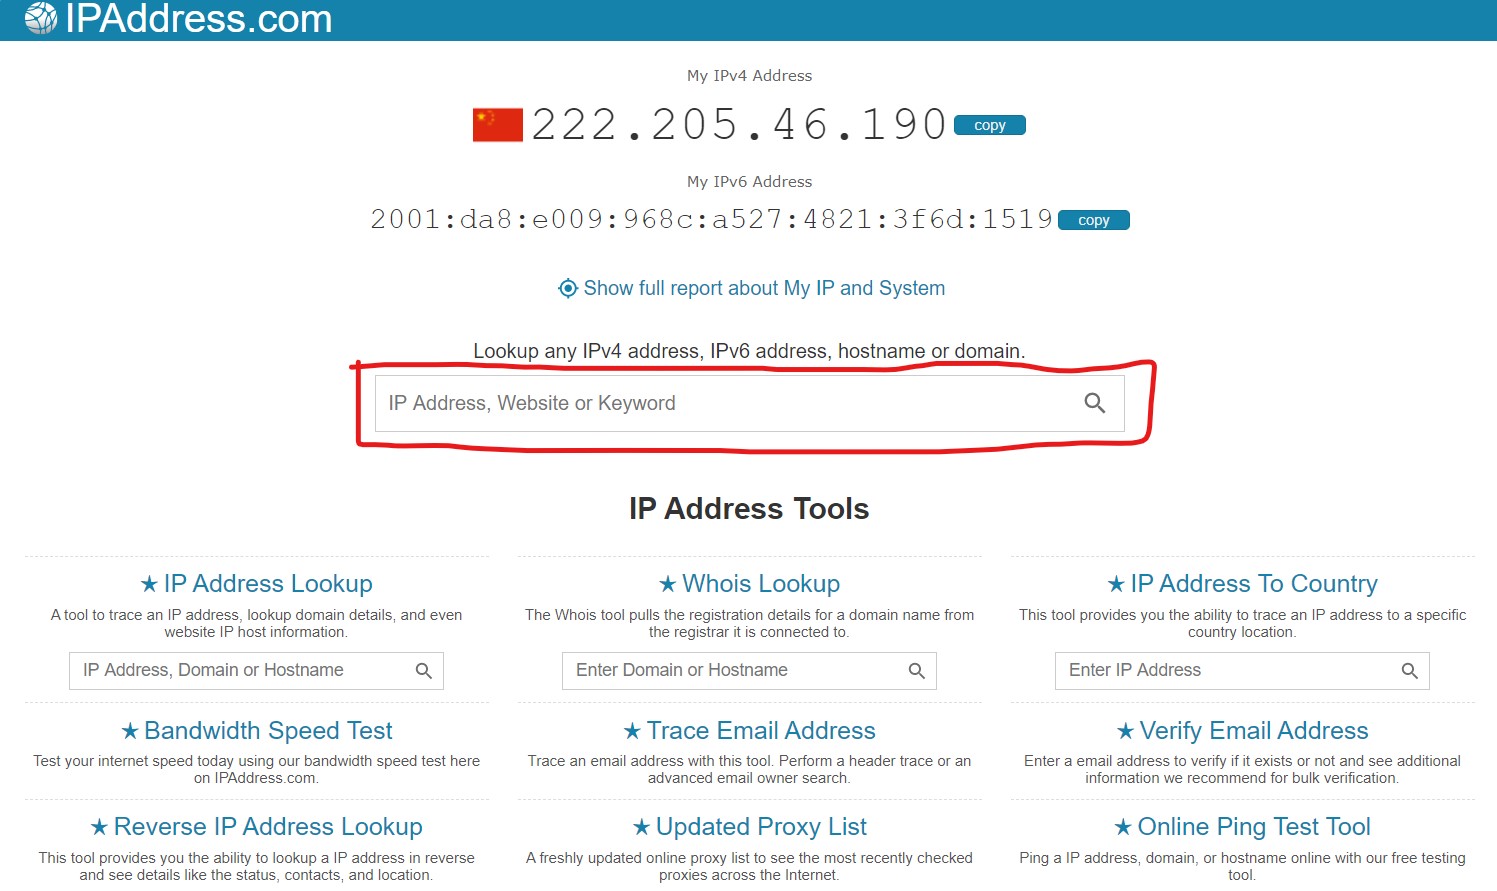 IPAddress.com
My IPv4 Address
222.205.46.190 copy
My IPv6 Address
2001:da8:e009:968c:a527:4821:3f6d:1519 copy
Show full report about My IP and System
Lookup any IPv4 address, IPv6 address, hostname or domain.
IP Address, Website or Keyword
IP Address Tools
★ IP Address Lookup
A tool to trace an IP address, lookup domain details, and even
website IP host information.
IP Address, Domain or Hostname
★ Whois Lookup
The Whois tool pulls the registration details for a domain name from
the registrar it is connected to.
Enter Domain or Hostname
★ IP Address To Country
This tool provides you the ability to trace an IP address to a specific
country location.
Enter IP Address
★ Bandwidth Speed Test
Test your internet speed today using our bandwidth speed test here
on IPAddress.com.
★ Trace Email Address
Trace an email address with this tool. Perform a header trace or an
advanced email owner search.
★ Verify Email Address
Enter a email address to verify if it exists or not and see additional
information we recommend for bulk verification.
★ Reverse IP Address Lookup
This tool provides you the ability to lookup a IP address in reverse
and see details like the status, contacts, and location.
★ Updated Proxy List
A freshly updated online proxy list to see the most recently checked
proxies across the Internet.
★ Online Ping Test Tool
Ping a IP address, domain, or hostname online with our free testing
tool.